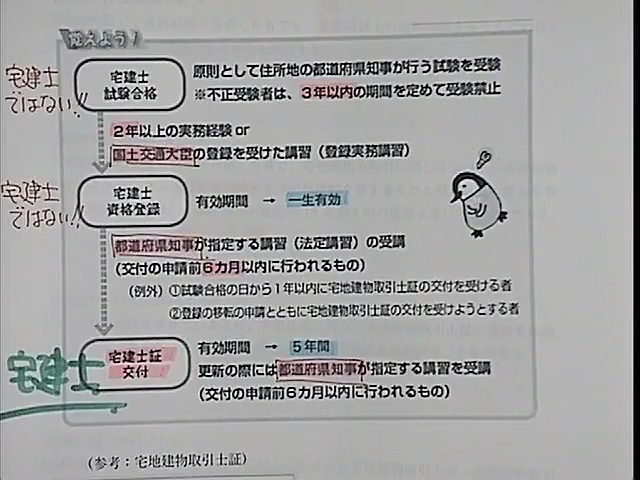 覚えよう！
宅建士
ではない!!
宅建士
試験合格
原則として住所地の都道府県知事が行う試験を受験
※不正受験者は、3年以内の期間を定めて受験禁止
2年以上の実務経験 or
国土交通大臣の登録を受けた講習（登録実務講習）
宅建士
ではない!!
宅建士
資格登録
有効期間 → 一生有効
都道府県知事が指定する講習（法定講習）の受講
（交付の申請前6カ月以内に行われるもの）
（例外）①試験合格の日から1年以内に宅地建物取引士証の交付を受ける者
②登録の移転の申請とともに宅地建物取引士証の交付を受けようとする者
宅建士
宅建士証
交付
有効期間 → 5年間
更新の際には都道府県知事が指定する講習を受講
（交付の申請前6カ月以内に行われるもの）
（参考：宅地建物取引士証）